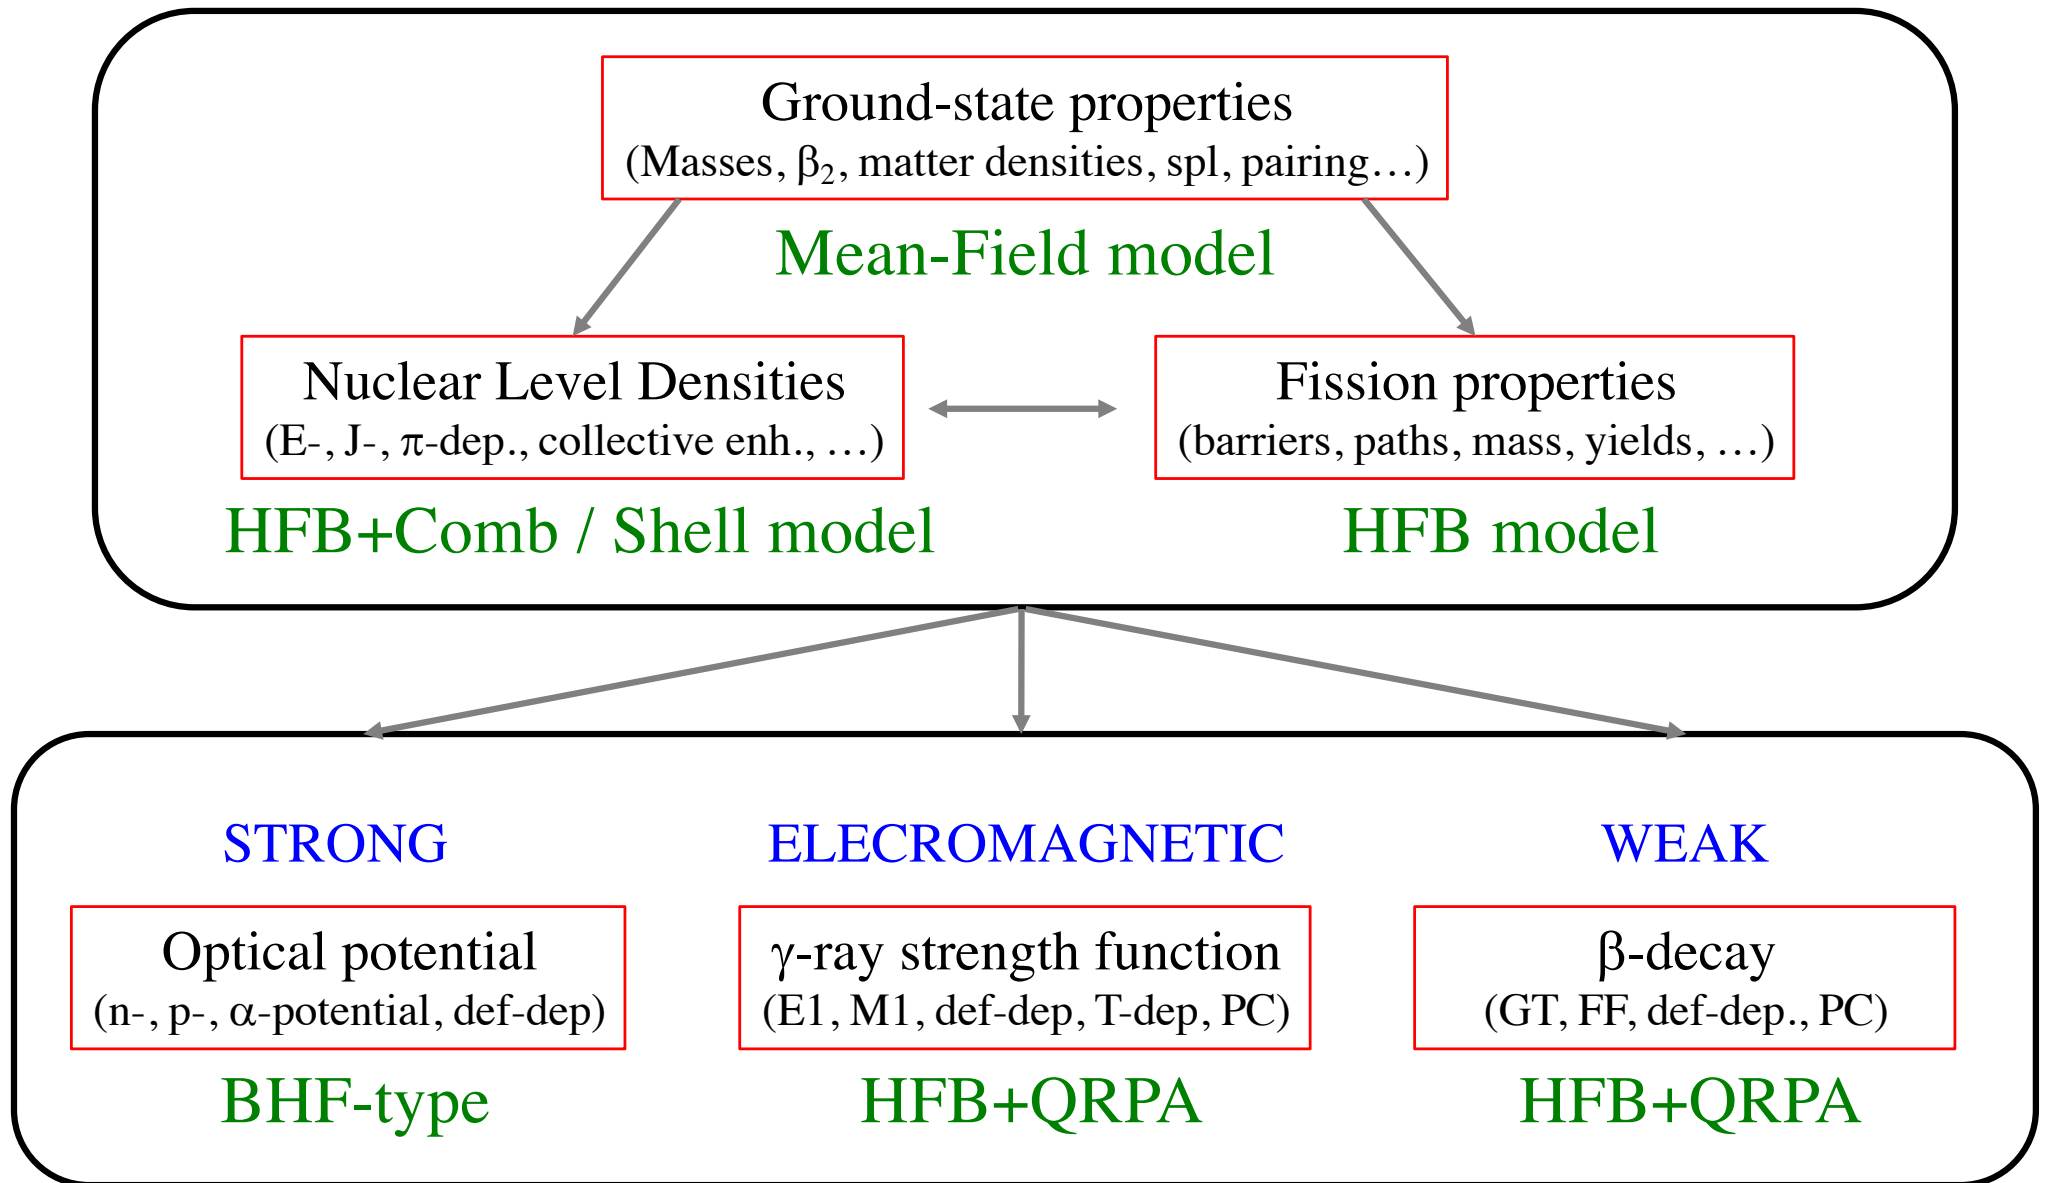 Ground-state properties
(Masses, β₂, matter densities, spl, pairing…)
Mean-Field model
Nuclear Level Densities
(E-, J-, π-dep., collective enh., …)
HFB+Comb / Shell model
Fission properties
(barriers, paths, mass, yields, …)
HFB model
STRONG
Optical potential
(n-, p-, α-potential, def-dep)
BHF-type
ELECROMAGNETIC
γ-ray strength function
(E1, M1, def-dep, T-dep, PC)
HFB+QRPA
WEAK
β-decay
(GT, FF, def-dep., PC)
HFB+QRPA